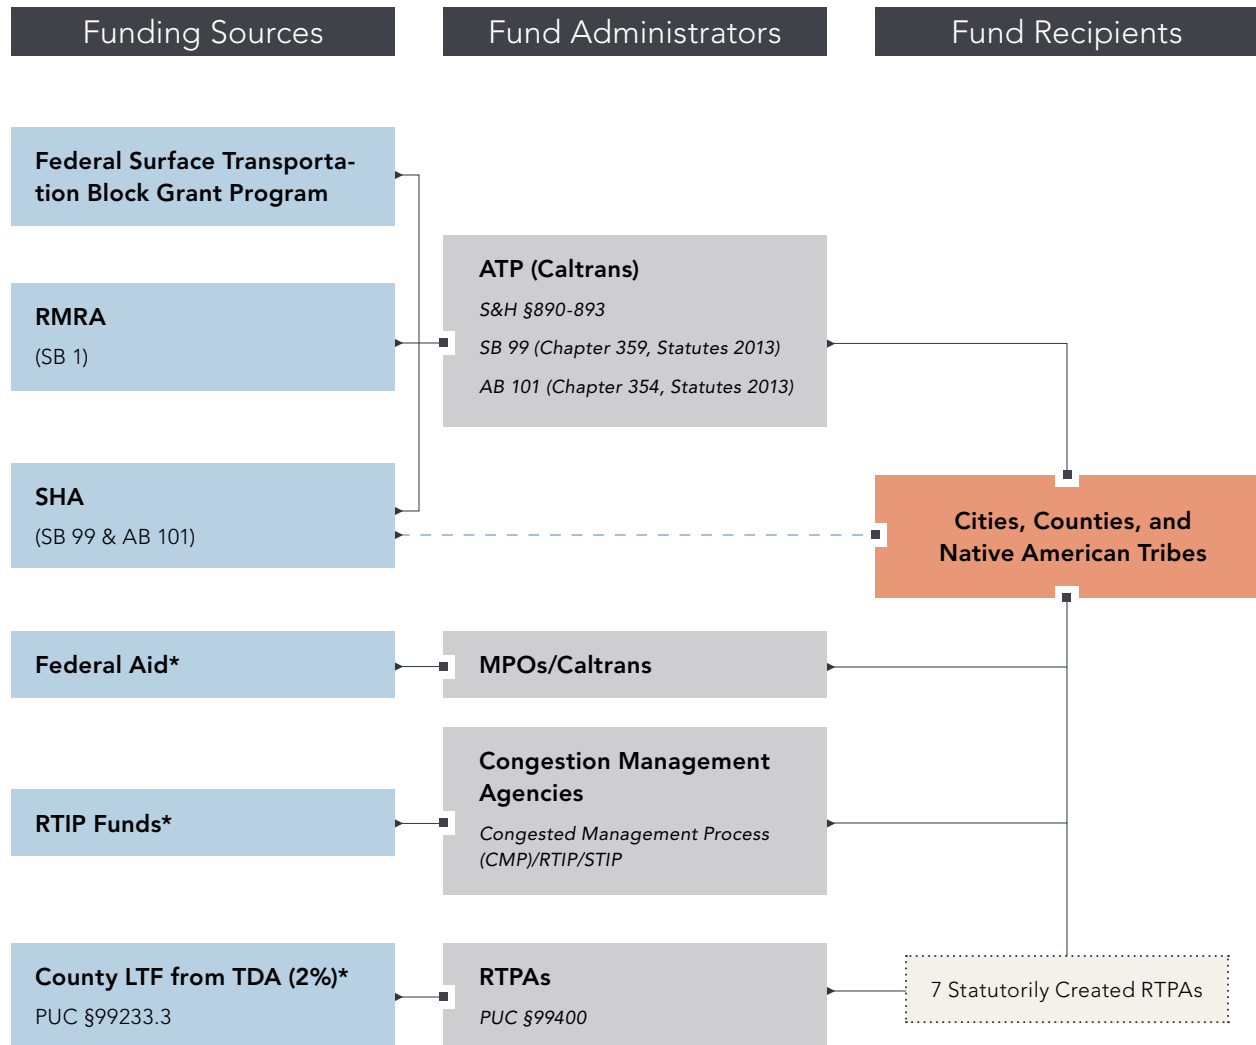 Funding Sources
Fund Administrators
Fund Recipients
Federal Surface Transporta-
tion Block Grant Program
RMRA
(SB 1)
SHA
(SB 99 & AB 101)
Federal Aid*
RTIP Funds*
County LTF from TDA (2%)*
PUC §99233.3
ATP (Caltrans)
S&H §890-893
SB 99 (Chapter 359, Statutes 2013)
AB 101 (Chapter 354, Statutes 2013)
MPOs/Caltrans
Congestion Management
Agencies
Congested Management Process
(CMP)/RTIP/STIP
RTPAs
PUC §99400
Cities, Counties, and
Native American Tribes
7 Statutorily Created RTPAs